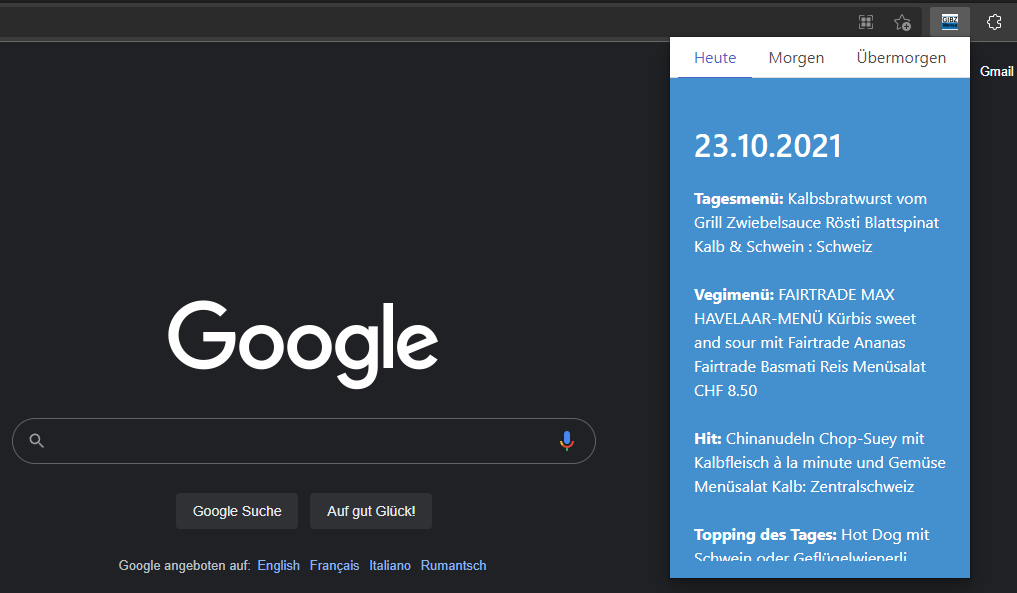 GIBZ
Heute Morgen Übermorgen
Gmail
23.10.2021
Tagesmenü: Kalbsbratwurst vom
Grill Zwiebelsauce Rösti Blattspinat
Kalb & Schwein : Schweiz
Vegimenü: FAIRTRADE MAX
HAVELAAR-MENÜ Kürbis sweet
and sour mit Fairtrade Ananas
Fairtrade Basmati Reis Menüsalat
CHF 8.50
Hit: Chinanudeln Chop-Suey mit
Kalbfleisch à la minute und Gemüse
Menüsalat Kalb: Zentralschweiz
Topping des Tages: Hot Dog mit
Schwein oder Geflügelwienerli
Google
Google Suche Auf gut Glück!
Google angeboten auf: English Français Italiano Rumantsch